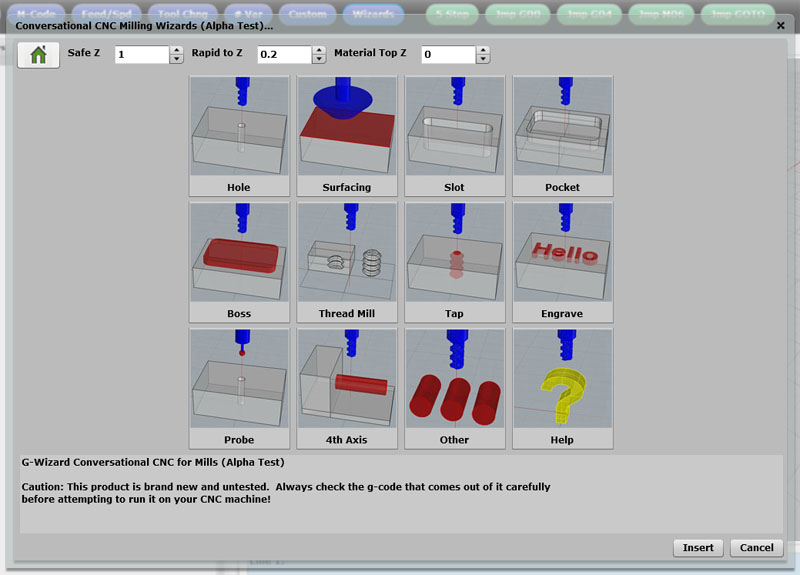 M-Code Feed/Spd Tool Chng # Var Custom Wizards 5 Step Jmp G00 Jmp G04 Jmp M06 Jmp GOTO
Conversational CNC Milling Wizards (Alpha Test)...
Safe Z 1 Rapid to Z 0.2 Material Top Z 0
Hole Surfacing Slot Pocket
Hello
Boss Thread Mill Tap Engrave
Probe 4th Axis Other Help
G-Wizard Conversational CNC for Mills (Alpha Test)
Caution: This product is brand new and untested. Always check the g-code that comes out of it carefully
before attempting to run it on your CNC machine!
Insert Cancel